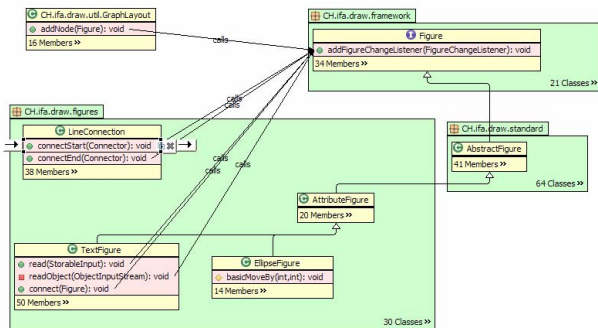 CH.ifa.draw.util.GraphLayout
addNode(Figure): void
16 Members »
CH.ifa.draw.framework
Figure
addFigureChangeListener(FigureChangeListener): void
34 Members »
21 Classes »
calls
calls
calls
calls
calls
calls
CH.ifa.draw.figures
LineConnection
connectStart(Connector): void
connectEnd(Connector): void
38 Members »
CH.ifa.draw.standard
AbstractFigure
41 Members »
64 Classes »
AttributeFigure
20 Members »
TextFigure
read(StorableInput): void
readObject(ObjectInputStream): void
connect(Figure): void
50 Members »
EllipseFigure
basicMoveBy(int,int): void
14 Members »
30 Classes »